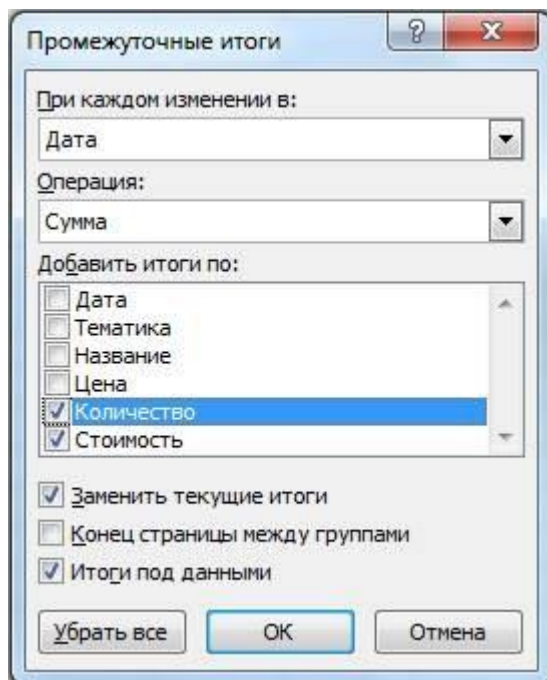 Промежуточные итоги
При каждом изменении в:
Дата
Операция:
Сумма
Добавить итоги по:
Дата
Тематика
Название
Цена
Количество
Стоимость
Заменить текущие итоги
Конец страницы между группами
Итоги под данными
Убрать все ОК Отмена